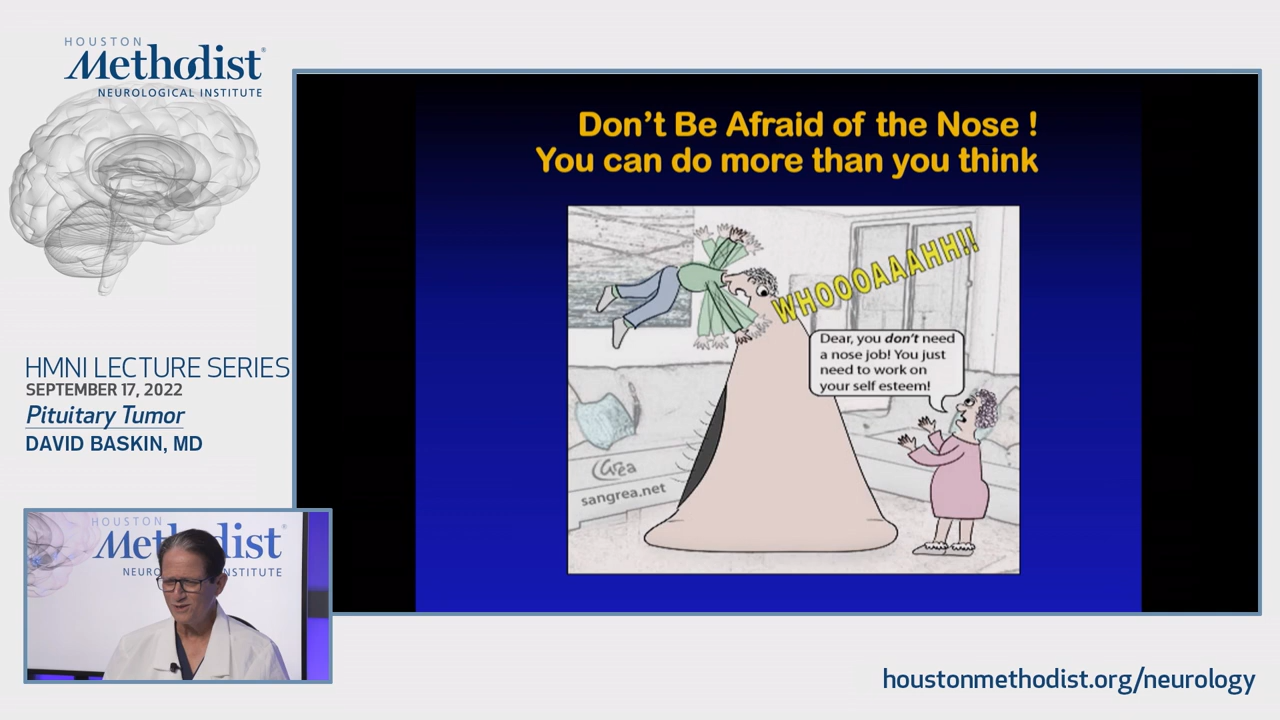 HOUSTON
Methodist®
NEUROLOGICAL INSTITUTE
HMNI LECTURE SERIES
SEPTEMBER 17, 2022
Pituitary Tumor
DAVID BASKIN, MD
Don't Be Afraid of the Nose !
You can do more than you think
WHOOOAAAHH!!
Dear, you don't need
a nose job! You just
need to work on
your self esteem!
Grea
sangrea.net
HOUSTON
Methodist®
NEURO INSTITUTE
houstonmethodist.org/neurology